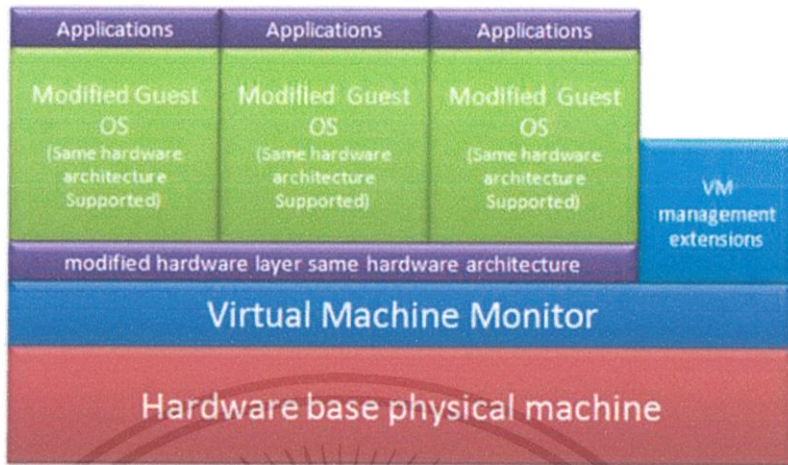 Applications
Applications
Applications
Modified Guest
OS
(Same hardware
architecture
Supported)
Modified Guest
OS
(Same hardware
architecture
Supported)
Modified Guest
OS
(Same hardware
architecture
Supported)
VM
management
extensions
modified hardware layer same hardware architecture
Virtual Machine Monitor
Hardware base physical machine